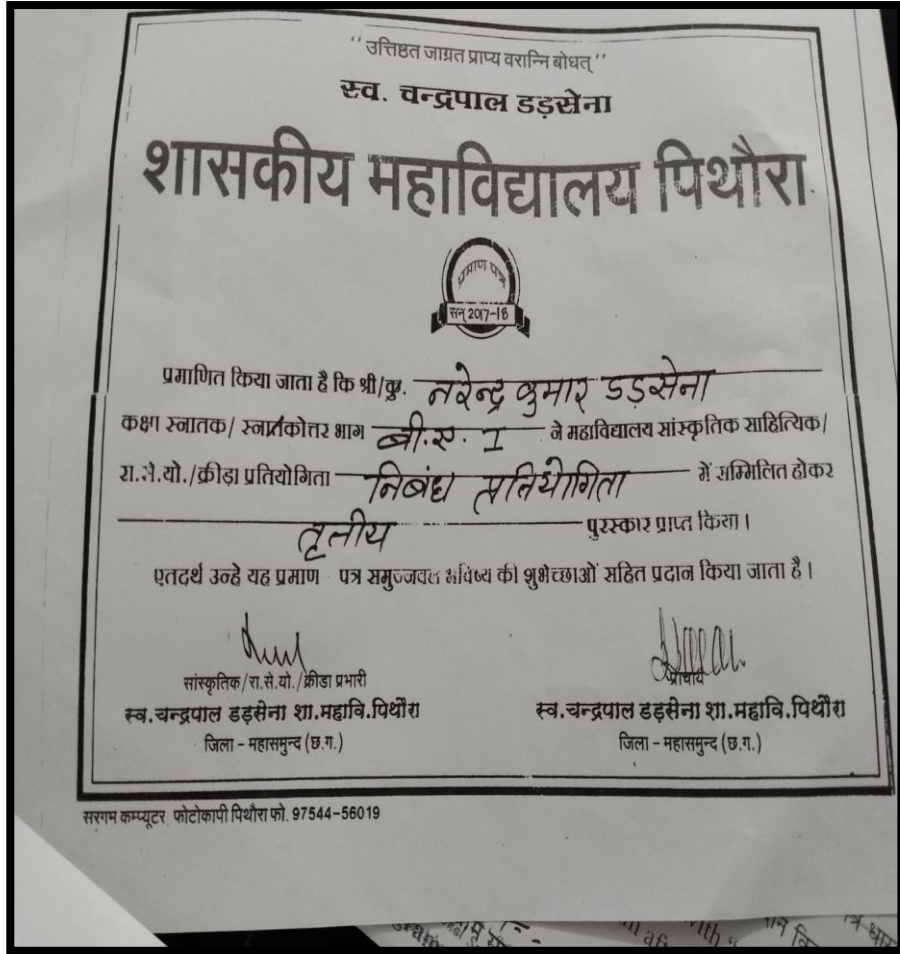 “ उत्तिष्ठत जाग्रत प्राप्य वरान्नि बोधत् ”
स्व. चन्द्रपाल डड़सेना
शासकीय महाविद्यालय पिथौरा
प्रमाण पत्र
सन् 2017-18
प्रमाणित किया जाता है कि श्री/कु. नरेन्द्र कुमार डड़सेना
कक्षा स्नातक/ स्नातकोत्तर भाग बी.ए. I ने महाविद्यालय सांस्कृतिक साहित्यिक/
रा.से.यो./क्रीड़ा प्रतियोगिता निबंध प्रतियोगिता में सम्मिलित होकर
तृतीय पुरस्कार प्राप्त किया।
एतदर्थ उन्हे यह प्रमाण पत्र समुज्जवल भविष्य की शुभेच्छाओं सहित प्रदान किया जाता है।
सांस्कृतिक/रा.से.यो./क्रीडा प्रभारी
स्व.चन्द्रपाल डड़सेना शा.महावि.पिथौरा
जिला - महासमुन्द (छ.ग.)
प्राचार्य
स्व.चन्द्रपाल डड़सेना शा.महावि.पिथौरा
जिला - महासमुन्द (छ.ग.)
सरगम कम्प्यूटर, फोटोकापी पिथौरा फो. 97544-56019